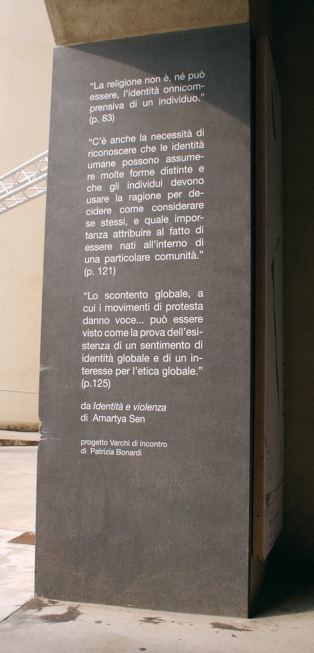 “La religione non è, né può
essere, l’identità onnicom-
prensiva di un individuo.”
(p. 83)
“C’è anche la necessità di
riconoscere che le identità
umane possono assume-
re molte forme distinte e
che gli individui devono
usare la ragione per de-
cidere come considerare
se stessi, e quale impor-
tanza attribuire al fatto di
essere nati all’interno di
una particolare comunità.”
(p. 121)
“Lo scontento globale, a
cui i movimenti di protesta
danno voce... può essere
visto come la prova dell’esi-
stenza di un sentimento di
identità globale e di un in-
teresse per l’etica globale.”
(p.125)
da Identità e violenza
di Amartya Sen
progetto Varchi di incontro
di Patrizia Bonardi